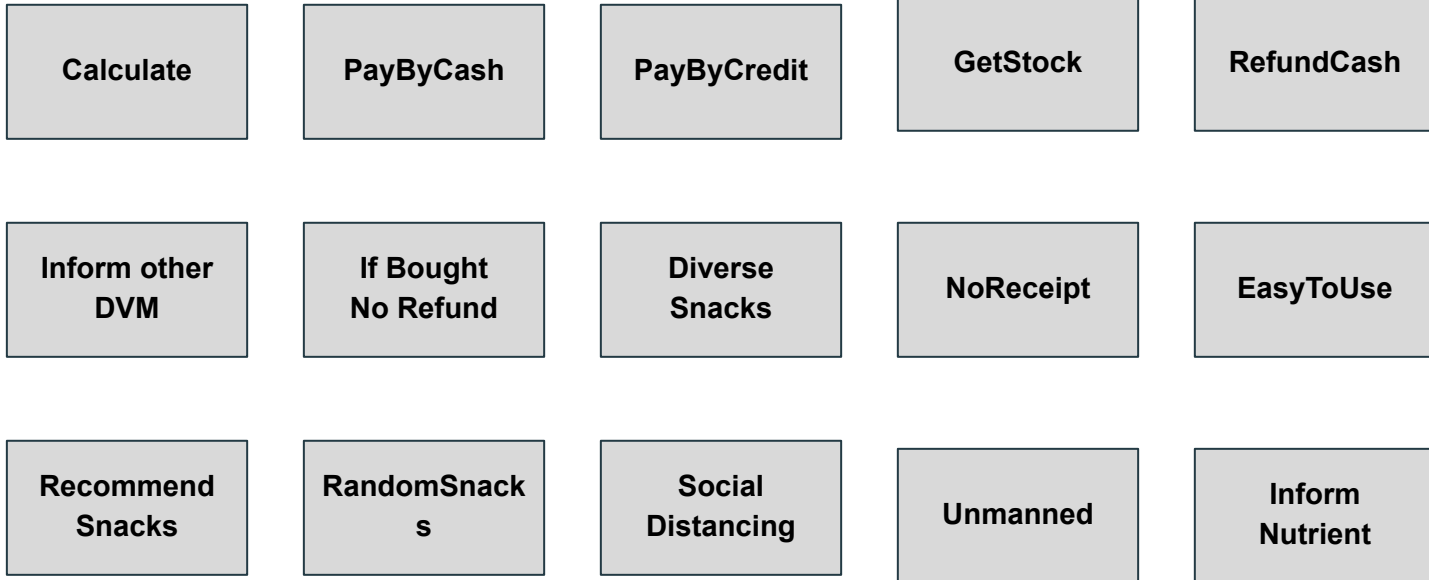 Calculate
PayByCash
PayByCredit
GetStock
RefundCash
Inform other
DVM
If Bought
No Refund
Diverse
Snacks
NoReceipt
EasyToUse
Recommend
Snacks
RandomSnack
s
Social
Distancing
Unmanned
Inform
Nutrient